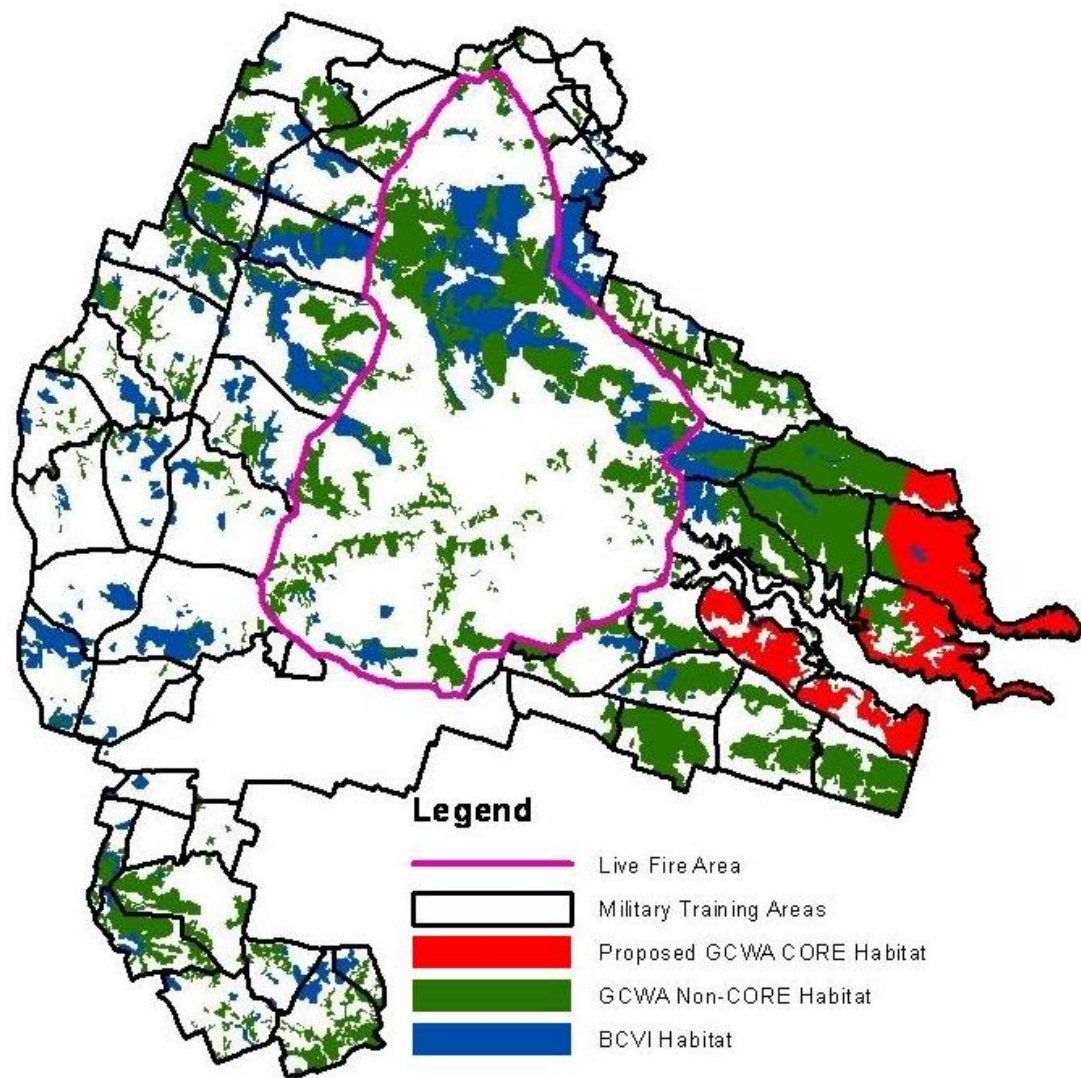 Legend
Live Fire Area
Military Training Areas
Proposed GCWA CORE Habitat
GCWA Non-CORE Habitat
BCVI Habitat